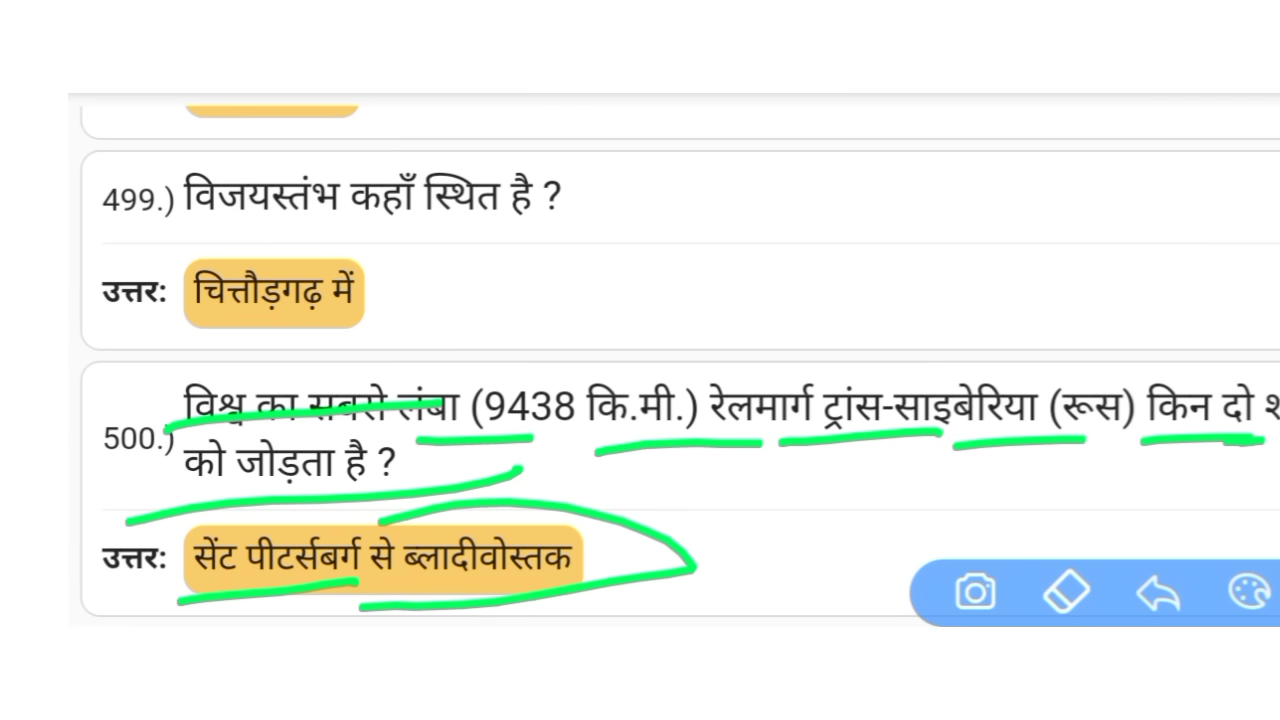 499.) विजयस्तंभ कहाँ स्थित है ?
उत्तर: चित्तौड़गढ़ में
500.) विश्व का सबसे लंबा (9438 कि.मी.) रेलमार्ग ट्रांस-साइबेरिया (रूस) किन दो
को जोड़ता है ?
उत्तर: सेंट पीटर्सबर्ग से ब्लादीवोस्तक